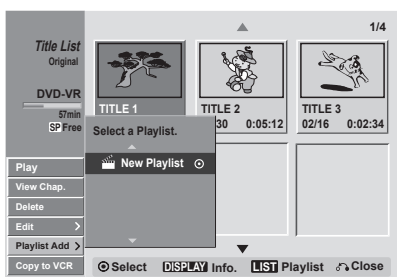 Title List
1/4
Original
DVD-VR
57min
SP Free
TITLE 1
TITLE 2
30 0:05:12
TITLE 3
02/16 0:02:34
Select a Playlist.
New Playlist
Play
View Chap.
Delete
Edit
Playlist Add
Copy to VCR
Select DISPLAY Info. LIST Playlist Close